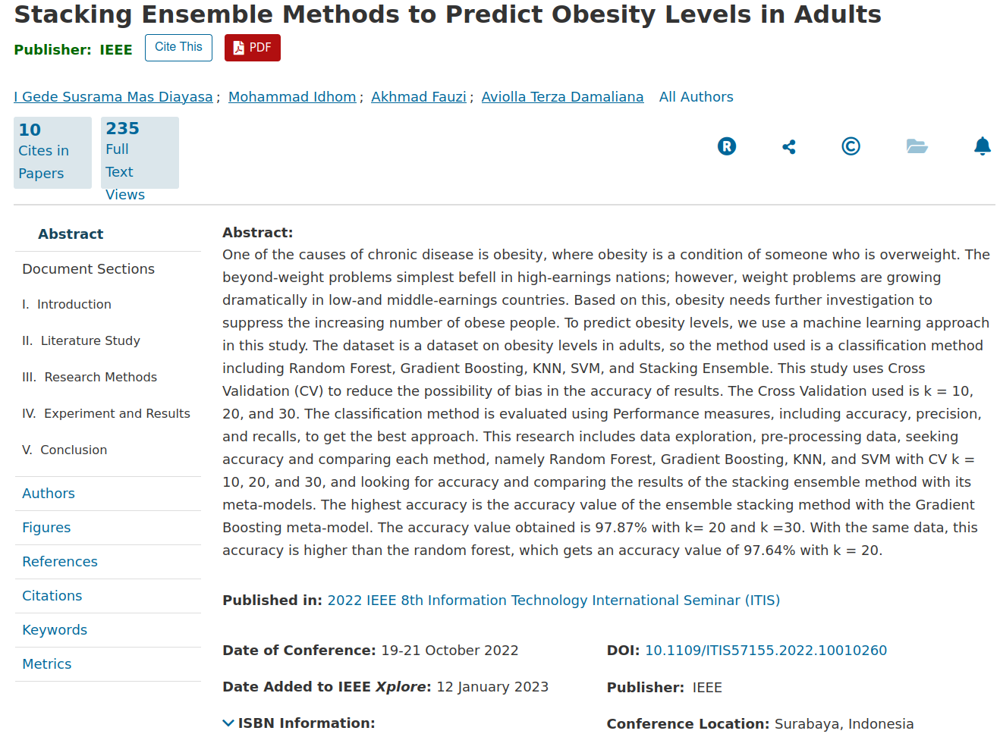 Stacking Ensemble Methods to Predict Obesity Levels in Adults
Publisher: IEEE
Cite This
PDF
I Gede Susrama Mas Diayasa ; Mohammad Idhom ; Akhmad Fauzi ; Aviolla Terza Damaliana All Authors
10
Cites in
Papers
235
Full
Text
Views
R
©
Abstract
Document Sections
I. Introduction
II. Literature Study
III. Research Methods
IV. Experiment and Results
V. Conclusion
Authors
Figures
References
Citations
Keywords
Metrics
Abstract:
One of the causes of chronic disease is obesity, where obesity is a condition of someone who is overweight. The
beyond-weight problems simplest befell in high-earnings nations; however, weight problems are growing
dramatically in low-and middle-earnings countries. Based on this, obesity needs further investigation to
suppress the increasing number of obese people. To predict obesity levels, we use a machine learning approach
in this study. The dataset is a dataset on obesity levels in adults, so the method used is a classification method
including Random Forest, Gradient Boosting, KNN, SVM, and Stacking Ensemble. This study uses Cross
Validation (CV) to reduce the possibility of bias in the accuracy of results. The Cross Validation used is k = 10,
20, and 30. The classification method is evaluated using Performance measures, including accuracy, precision,
and recalls, to get the best approach. This research includes data exploration, pre-processing data, seeking
accuracy and comparing each method, namely Random Forest, Gradient Boosting, KNN, and SVM with CV k =
10, 20, and 30, and looking for accuracy and comparing the results of the stacking ensemble method with its
meta-models. The highest accuracy is the accuracy value of the ensemble stacking method with the Gradient
Boosting meta-model. The accuracy value obtained is 97.87% with k= 20 and k =30. With the same data, this
accuracy is higher than the random forest, which gets an accuracy value of 97.64% with k = 20.
Published in: 2022 IEEE 8th Information Technology International Seminar (ITIS)
Date of Conference: 19-21 October 2022
Date Added to IEEE Xplore: 12 January 2023
ISBN Information:
DOI: 10.1109/ITIS57155.2022.10010260
Publisher: IEEE
Conference Location: Surabaya, Indonesia